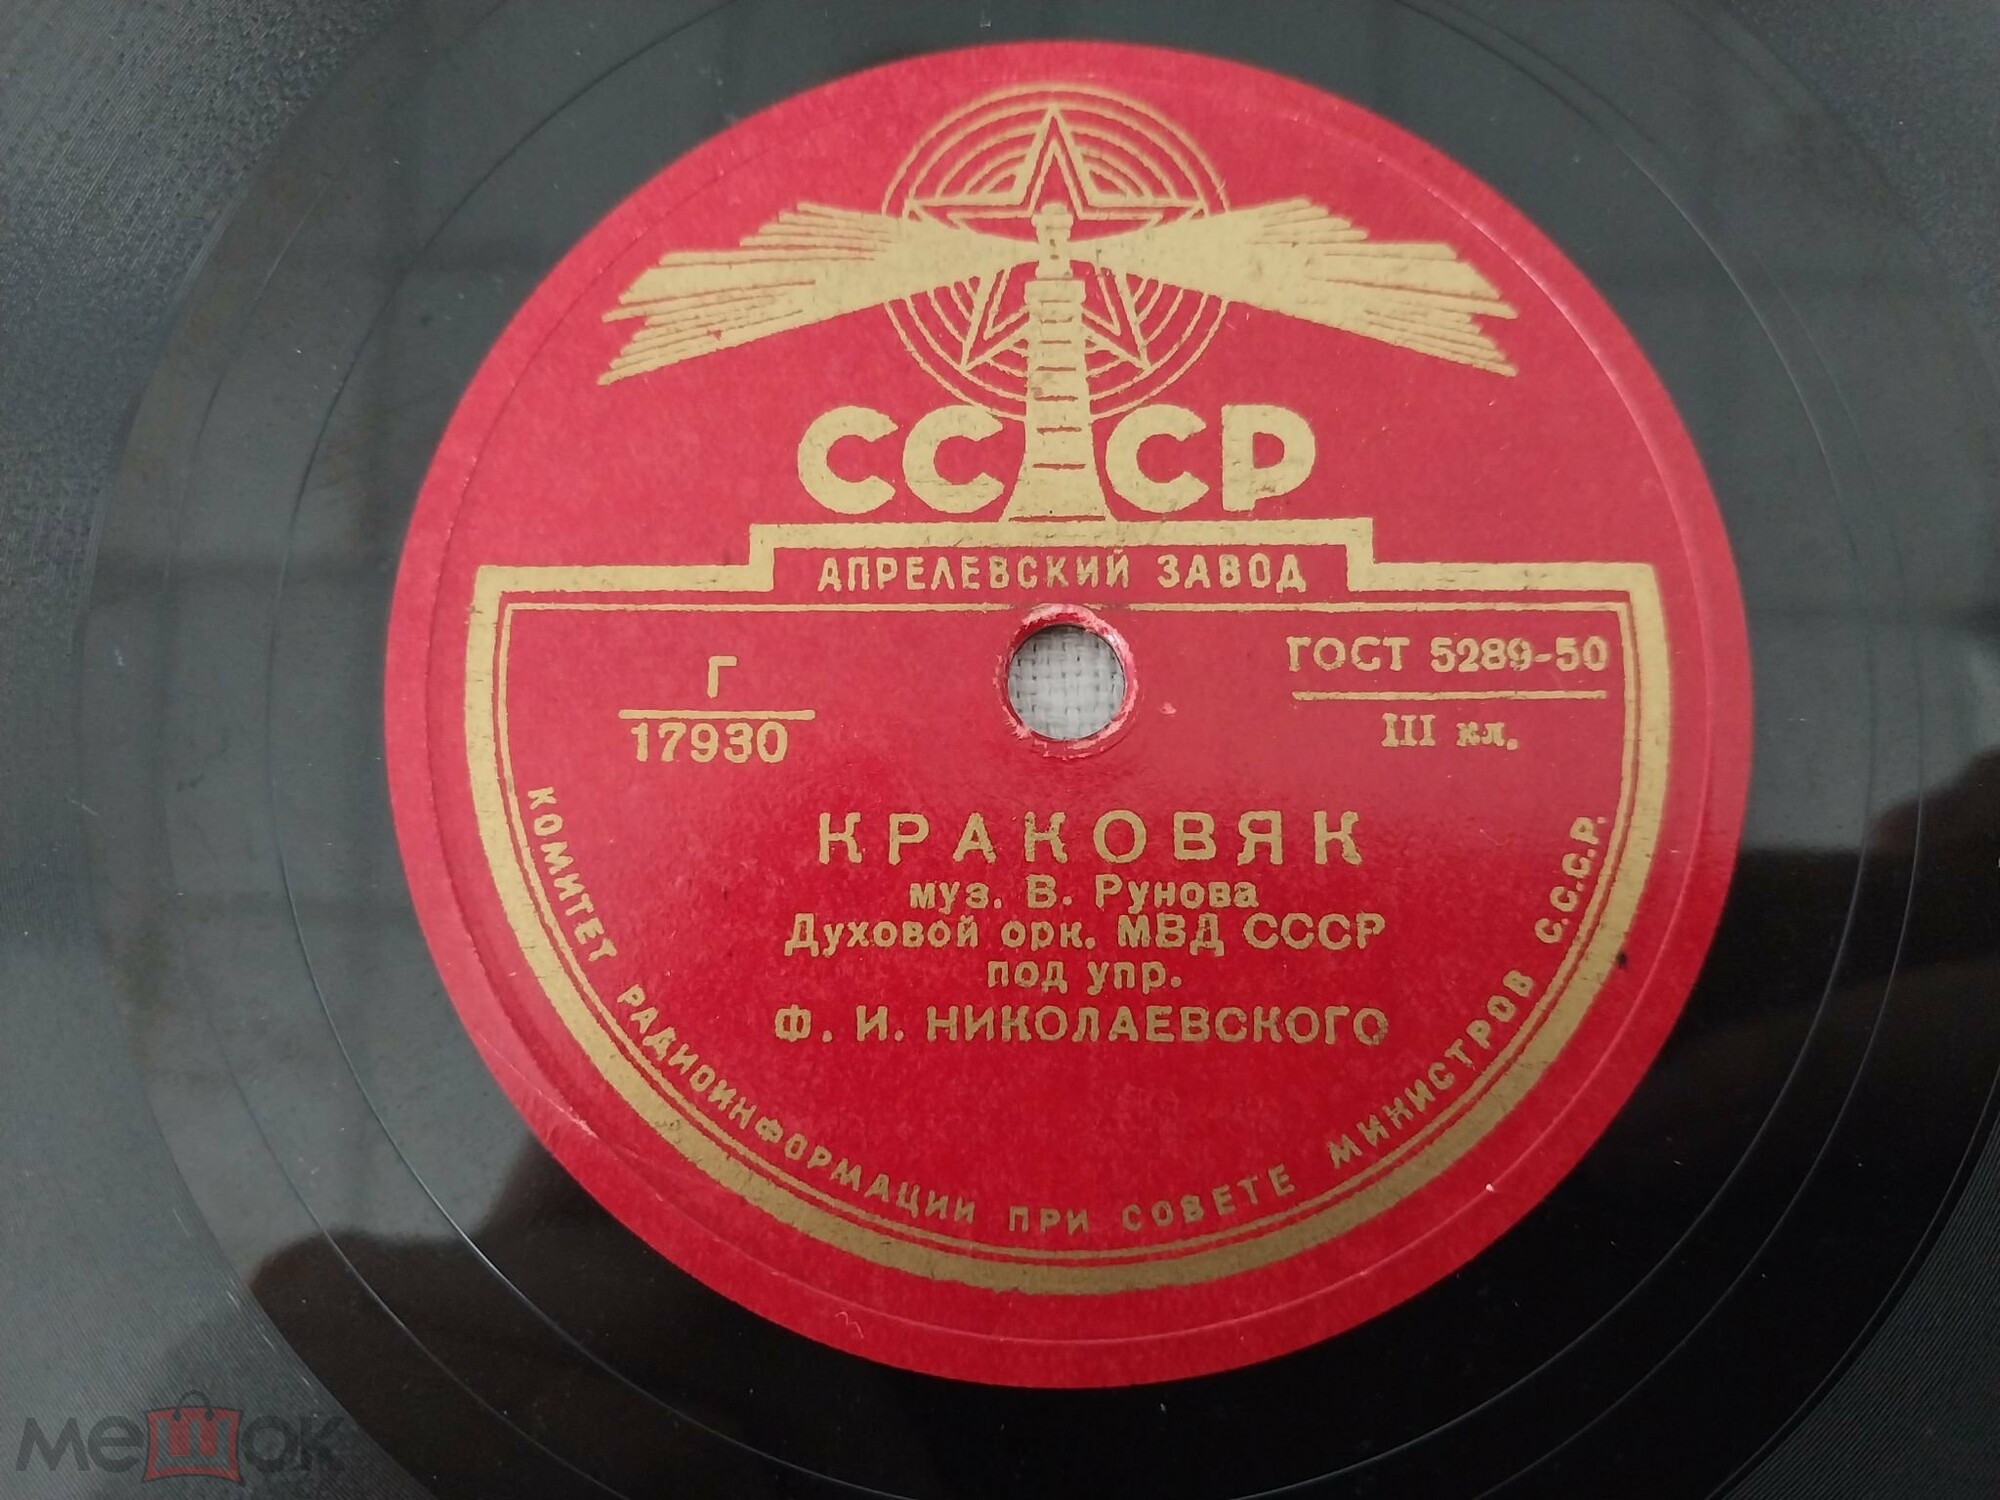 СССР
АПРЕЛЕВСКИЙ ЗАВОД
Г
17930
ГОСТ 5289-50
III кл.
КРАКОВЯК
муз. В. Рунова
Духовой орк. МВД СССР
под упр.
Ф. И. НИКОЛАЕВСКОГО
КОМИТЕТ РАДИОИНФОРМАЦИИ ПРИ СОВЕТЕ МИНИСТРОВ С.С.С.Р.
мешок